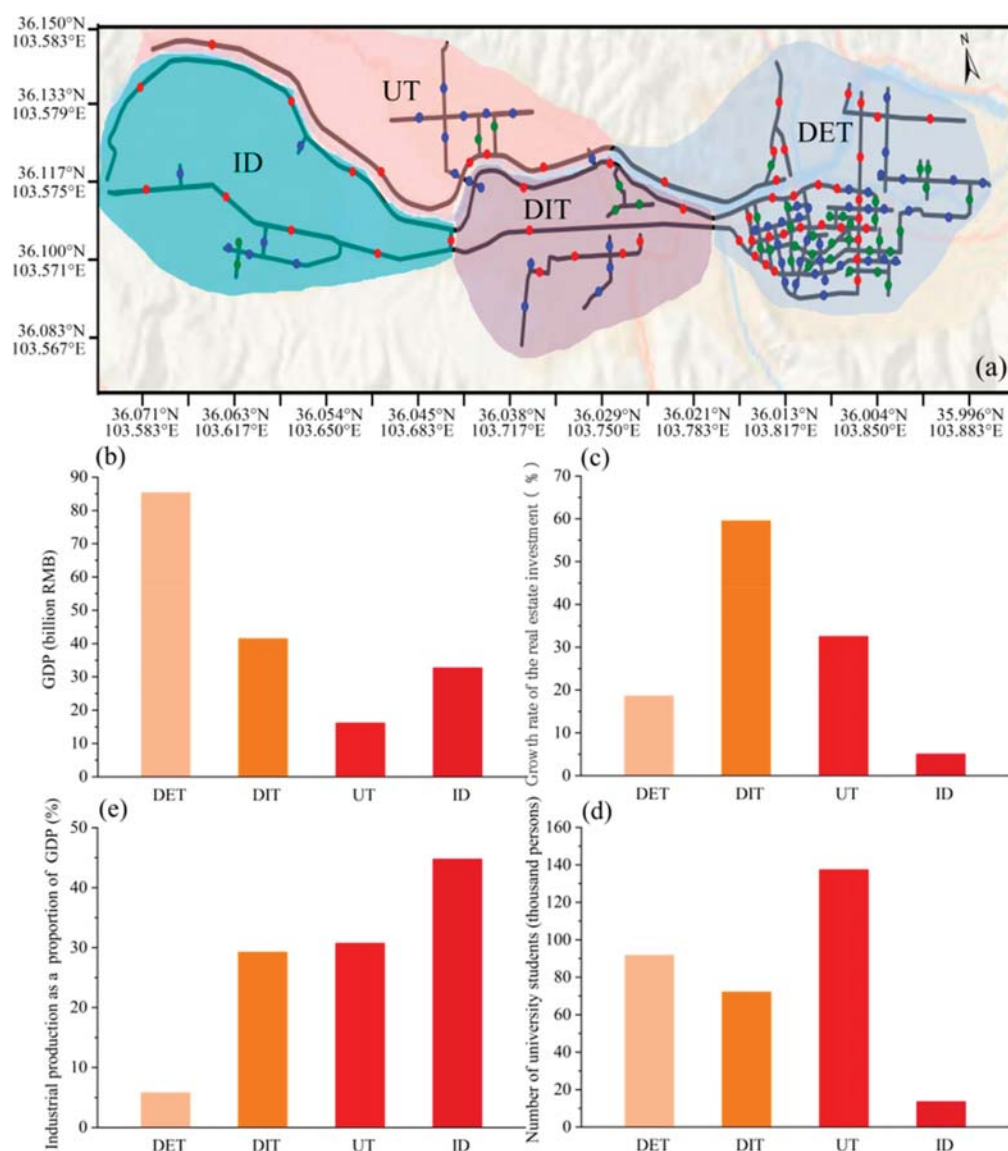 36.150°N
103.583°E
36.133°N
103.579°E
36.117°N
103.575°E
36.100°N
103.571°E
36.083°N
103.567°E
N
UT
DET
ID
DIT
(a)
36.071°N 36.063°N 36.054°N 36.045°N 36.038°N 36.029°N 36.021°N 36.013°N 36.004°N 35.996°N
103.583°E 103.617°E 103.650°E 103.683°E 103.717°E 103.750°E 103.783°E 103.817°E 103.850°E 103.883°E
(b)
GDP (billion RMB)
90
80
70
60
50
40
30
20
10
0
DET DIT UT ID
(c)
Growth rate of the real estate investment ( % )
70
60
50
40
30
20
10
0
DET DIT UT ID
(e)
Industrial production as a proportion of GDP (%)
50
40
30
20
10
0
DET DIT UT ID
(d)
Number of university students (thousand persons)
160
140
120
100
80
60
40
20
0
DET DIT UT ID